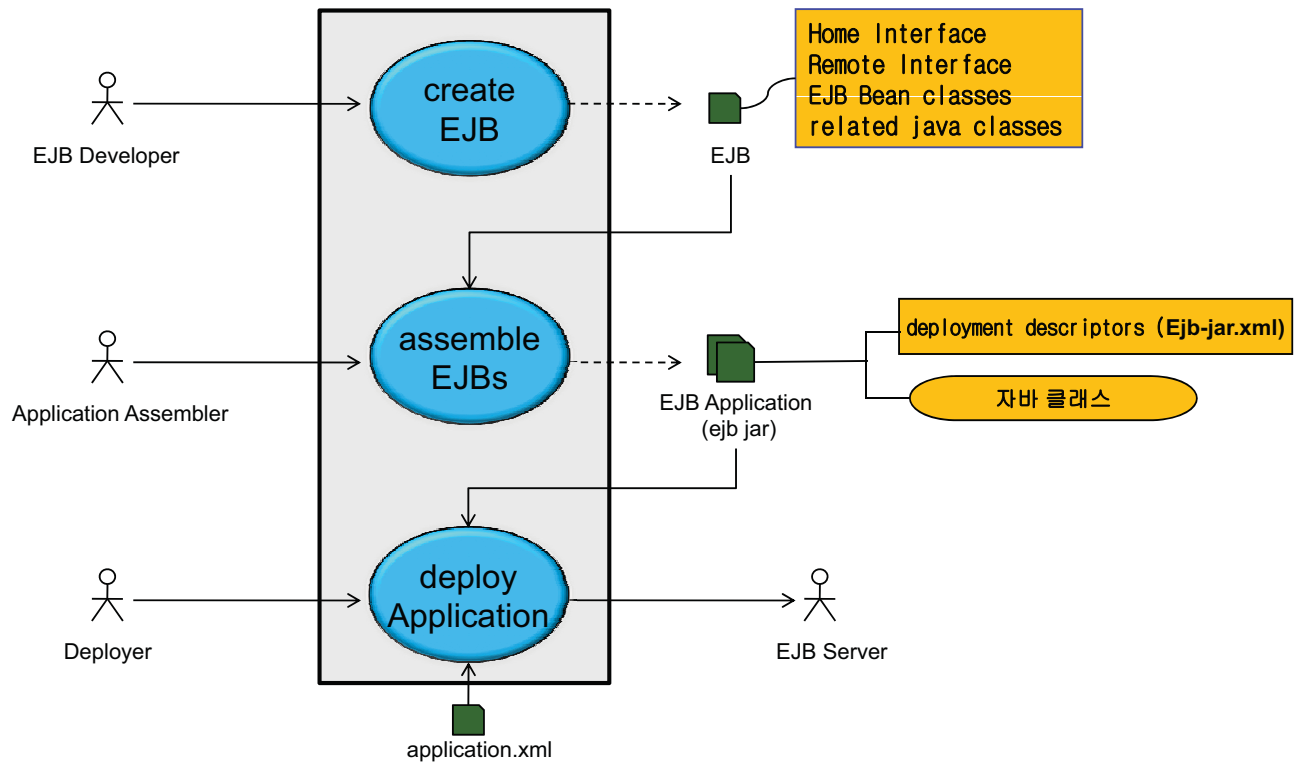 Home Interface
Remote Interface
EJB Bean classes
related java classes
create
EJB
EJB Developer
EJB
assemble
EJBs
Application Assembler
EJB Application
(ejb jar)
deployment descriptors (Ejb-jar.xml)
자바 클래스
deploy
Application
Deployer
EJB Server
application.xml